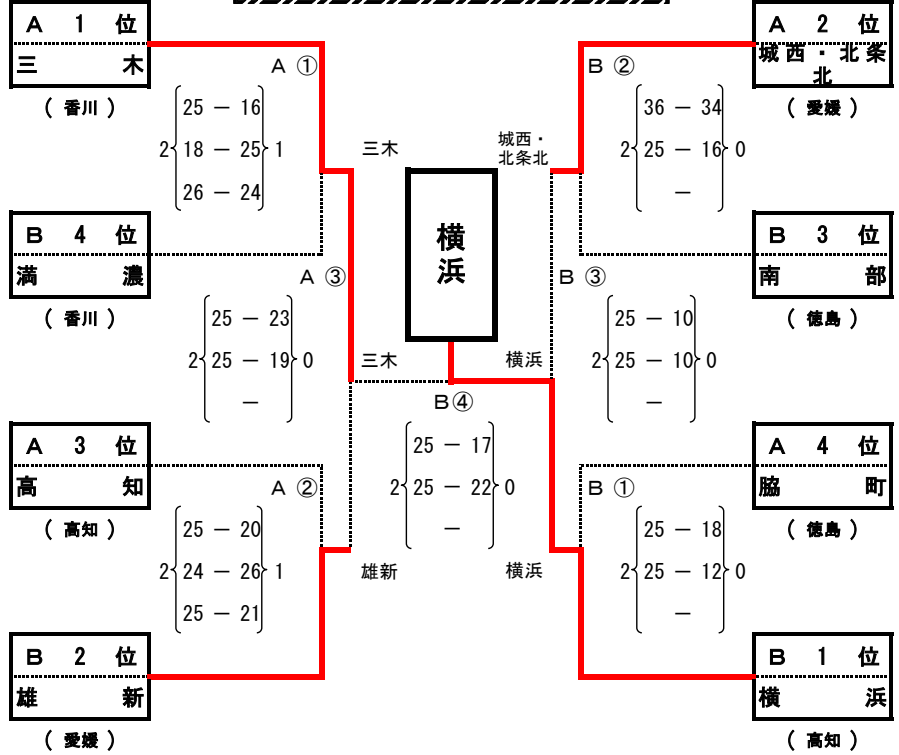 A 1 位
三 木
( 香川 )
A ①
25 － 16
2 18 － 25 1
26 － 24
三木
B 4 位
満 濃
( 香川 )
A ③
25 － 23
2 25 － 19 0
－
三木
A 3 位
高 知
( 高知 )
A ②
25 － 20
2 24 － 26 1
25 － 21
雄新
B 2 位
雄 新
( 愛媛 )
横浜
B④
25 － 17
2 25 － 22 0
－
A 2 位
城西・北条
北
( 愛媛 )
B ②
36 － 34
2 25 － 16 0
－
城西・
北条北
B 3 位
南 部
( 徳島 )
B ③
25 － 10
2 25 － 10 0
－
横浜
A 4 位
脇 町
( 徳島 )
B ①
25 － 18
2 25 － 12 0
－
横浜
B 1 位
横 浜
( 高知 )